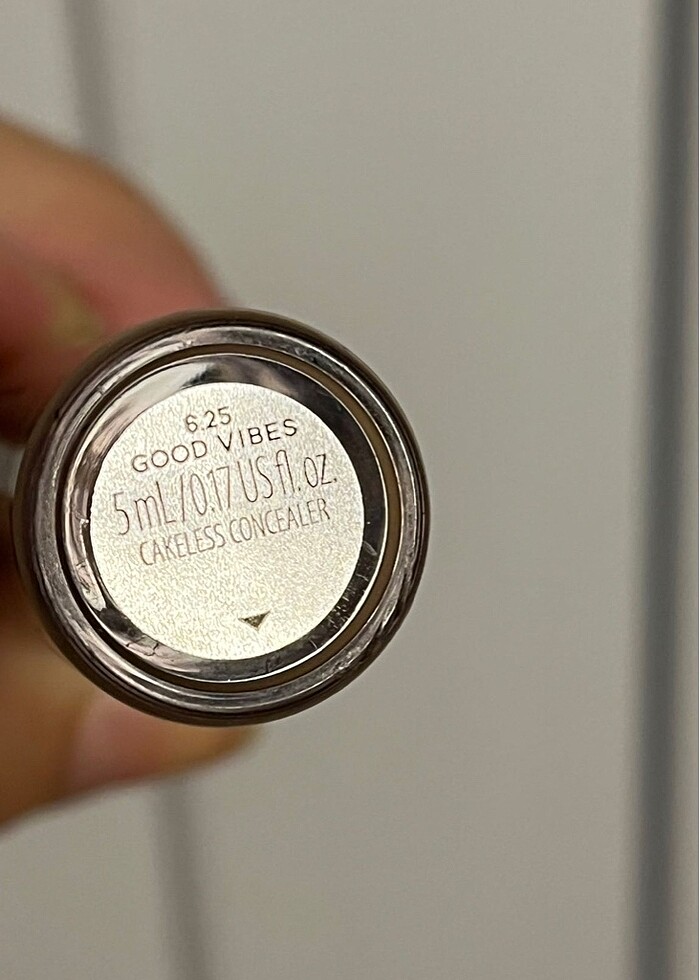 6.25
GOOD VIBES
5 mL/0.17 US fl. oz.
CAKELESS CONCEALER